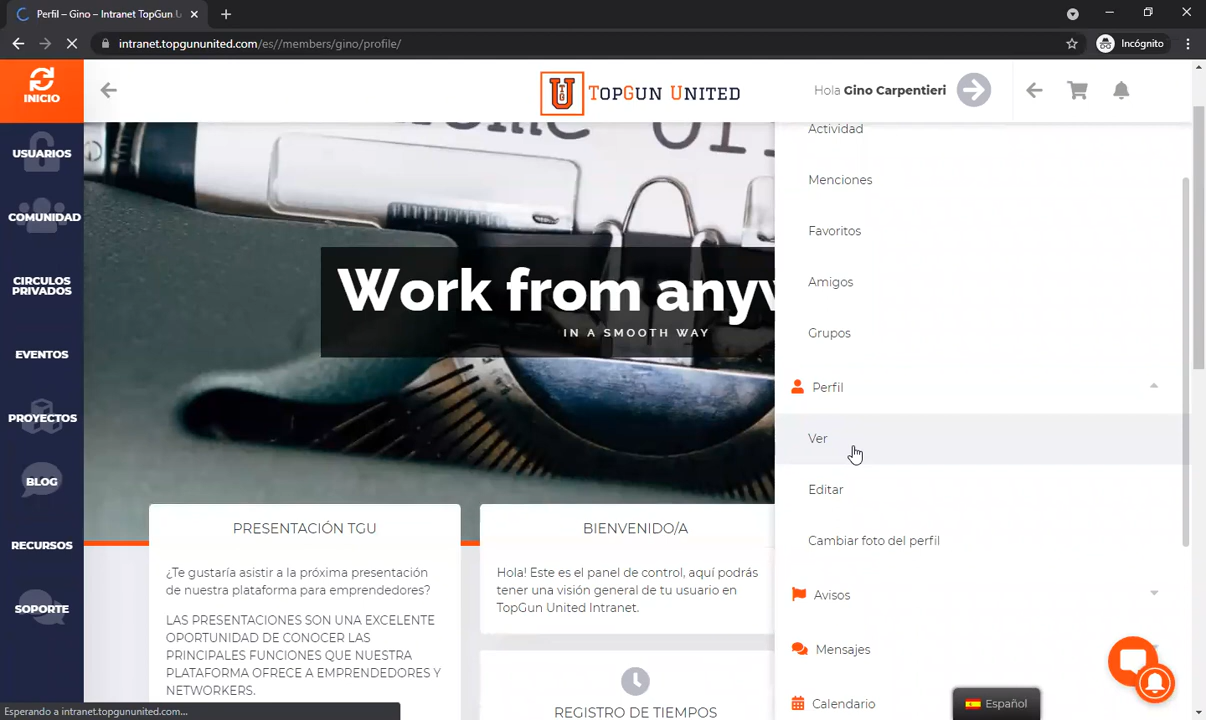 Perfil – Gino – Intranet TopGun U
intranet.topgununited.com/es//members/gino/profile/
Incógnito
INICIO
TOPGUN UNITED
Hola Gino Carpentieri
USUARIOS
COMUNIDAD
CIRCULOS
PRIVADOS
EVENTOS
PROYECTOS
BLOG
RECURSOS
SOPORTE
Work from anyw
IN A SMOOTH WAY
Actividad
Menciones
Favoritos
Amigos
Grupos
Perfil
Ver
Editar
Cambiar foto del perfil
Avisos
Mensajes
Calendario
PRESENTACIÓN TGU
¿Te gustaría asistir a la próxima presentación
de nuestra plataforma para emprendedores?
LAS PRESENTACIONES SON UNA EXCELENTE
OPORTUNIDAD DE CONOCER LAS
PRINCIPALES FUNCIONES QUE NUESTRA
PLATAFORMA OFRECE A EMPRENDEDORES Y
NETWORKERS.
BIENVENIDO/A
Hola! Este es el panel de control, aquí podrás
tener una visión general de tu usuario en
TopGun United Intranet.
REGISTRO DE TIEMPOS
Español
Esperando a intranet.topgununited.com...